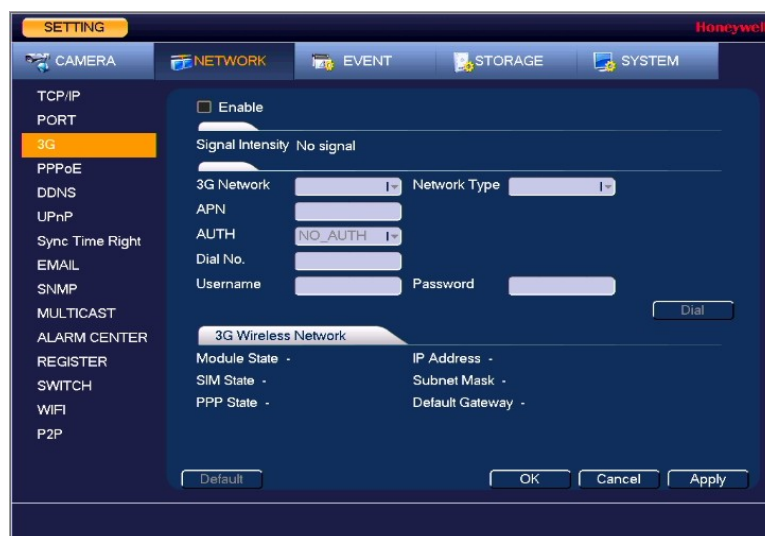 SETTING
Honeywell
CAMERA NETWORK EVENT STORAGE SYSTEM
TCP/IP
PORT
3G
PPPoE
DDNS
UPnP
Sync Time Right
EMAIL
SNMP
MULTICAST
ALARM CENTER
REGISTER
SWITCH
WIFI
P2P
Enable
Signal Intensity No signal
3G Network Network Type
APN
AUTH NO_AUTH
Dial No.
Username Password
Dial
3G Wireless Network
Module State - IP Address -
SIM State - Subnet Mask -
PPP State - Default Gateway -
Default OK Cancel Apply